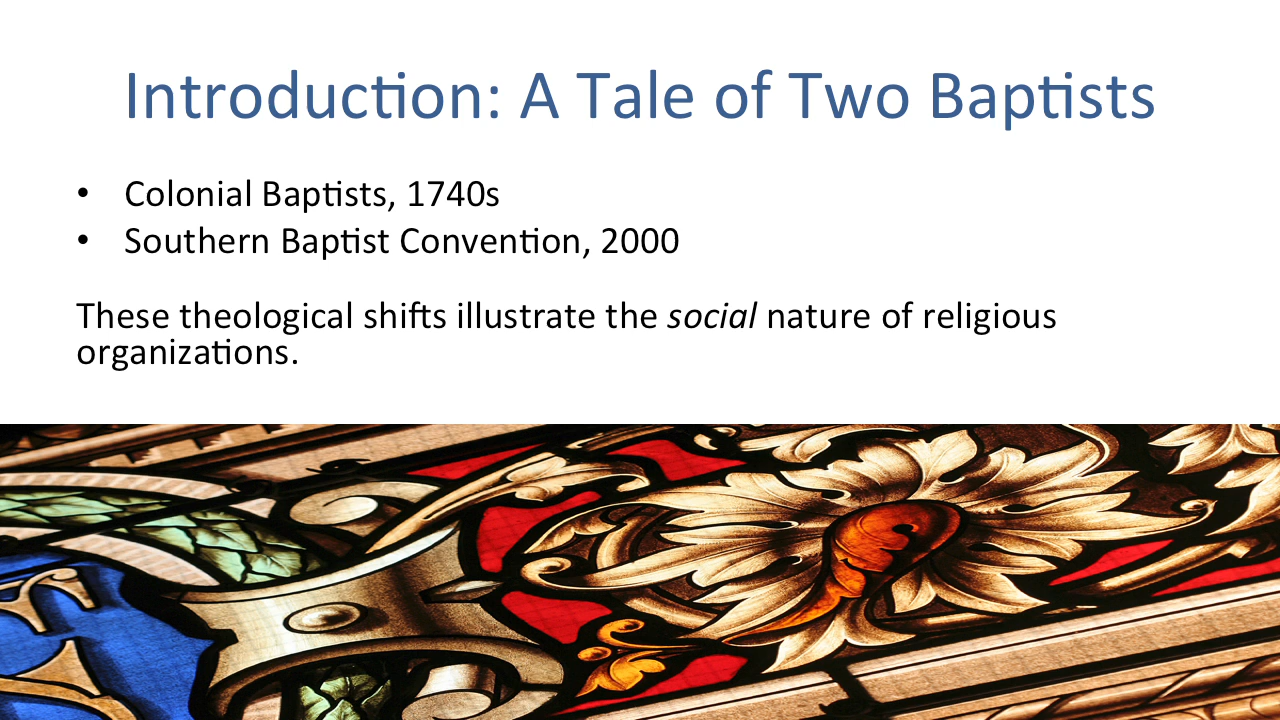 Introduction: A Tale of Two Baptists
• Colonial Baptists, 1740s
• Southern Baptist Convention, 2000
These theological shifts illustrate the social nature of religious
organizations.